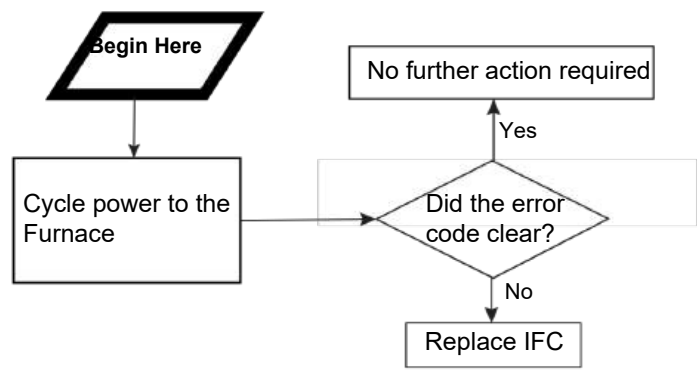 Begin Here
No further action required
Yes
Cycle power to the
Furnace
Did the error
code clear?
No
Replace IFC